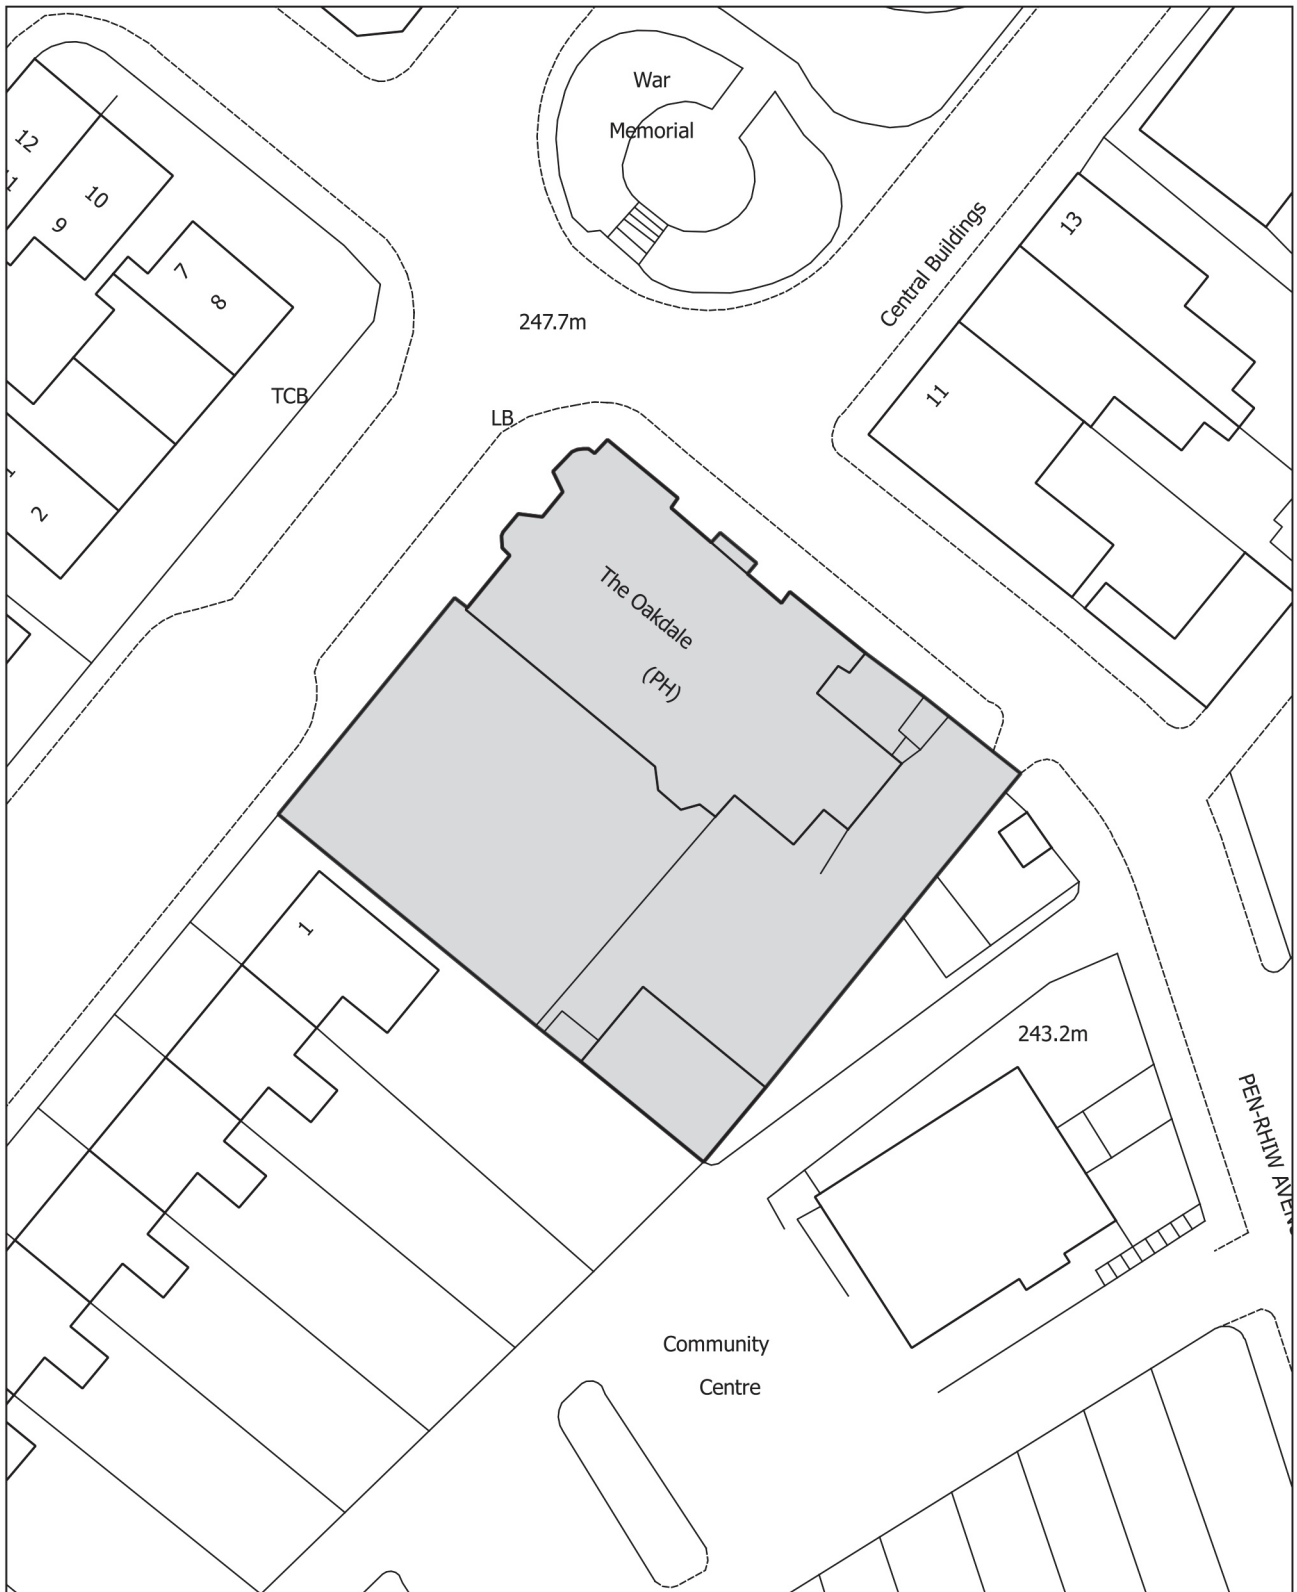 War
Memorial
12
10
9
7
8
TCB
1
2
247.7m
LB
Central Buildings
13
11
The Oakdale
(PH)
1
243.2m
Community
Centre